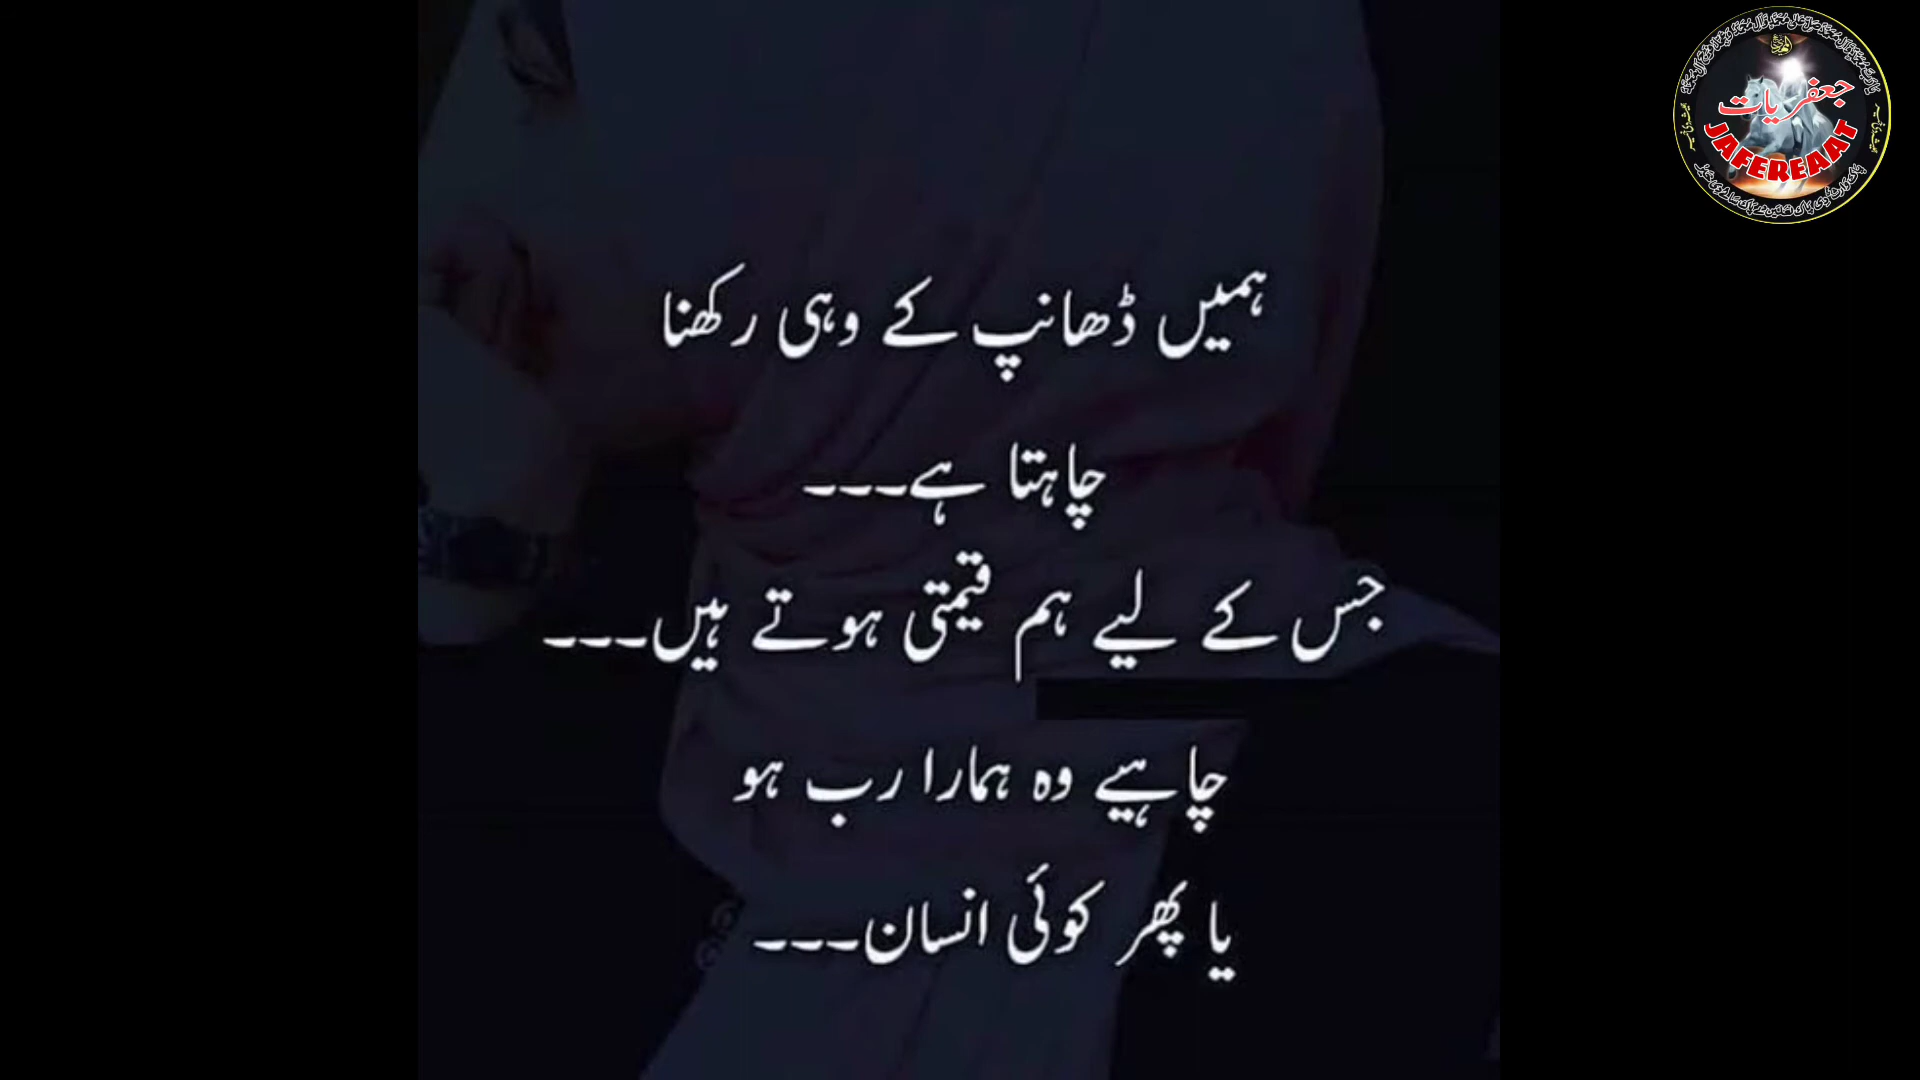 ہمیں ڈھانپ کے وہی رکھنا
چاہتا ہے۔۔۔
جس کے لیے ہم قیمتی ہوتے ہیں۔۔۔
چاہیے وہ ہمارا رب ہو
یا پھر کوئی انسان۔۔۔
جعفریات
JAFEREAAT